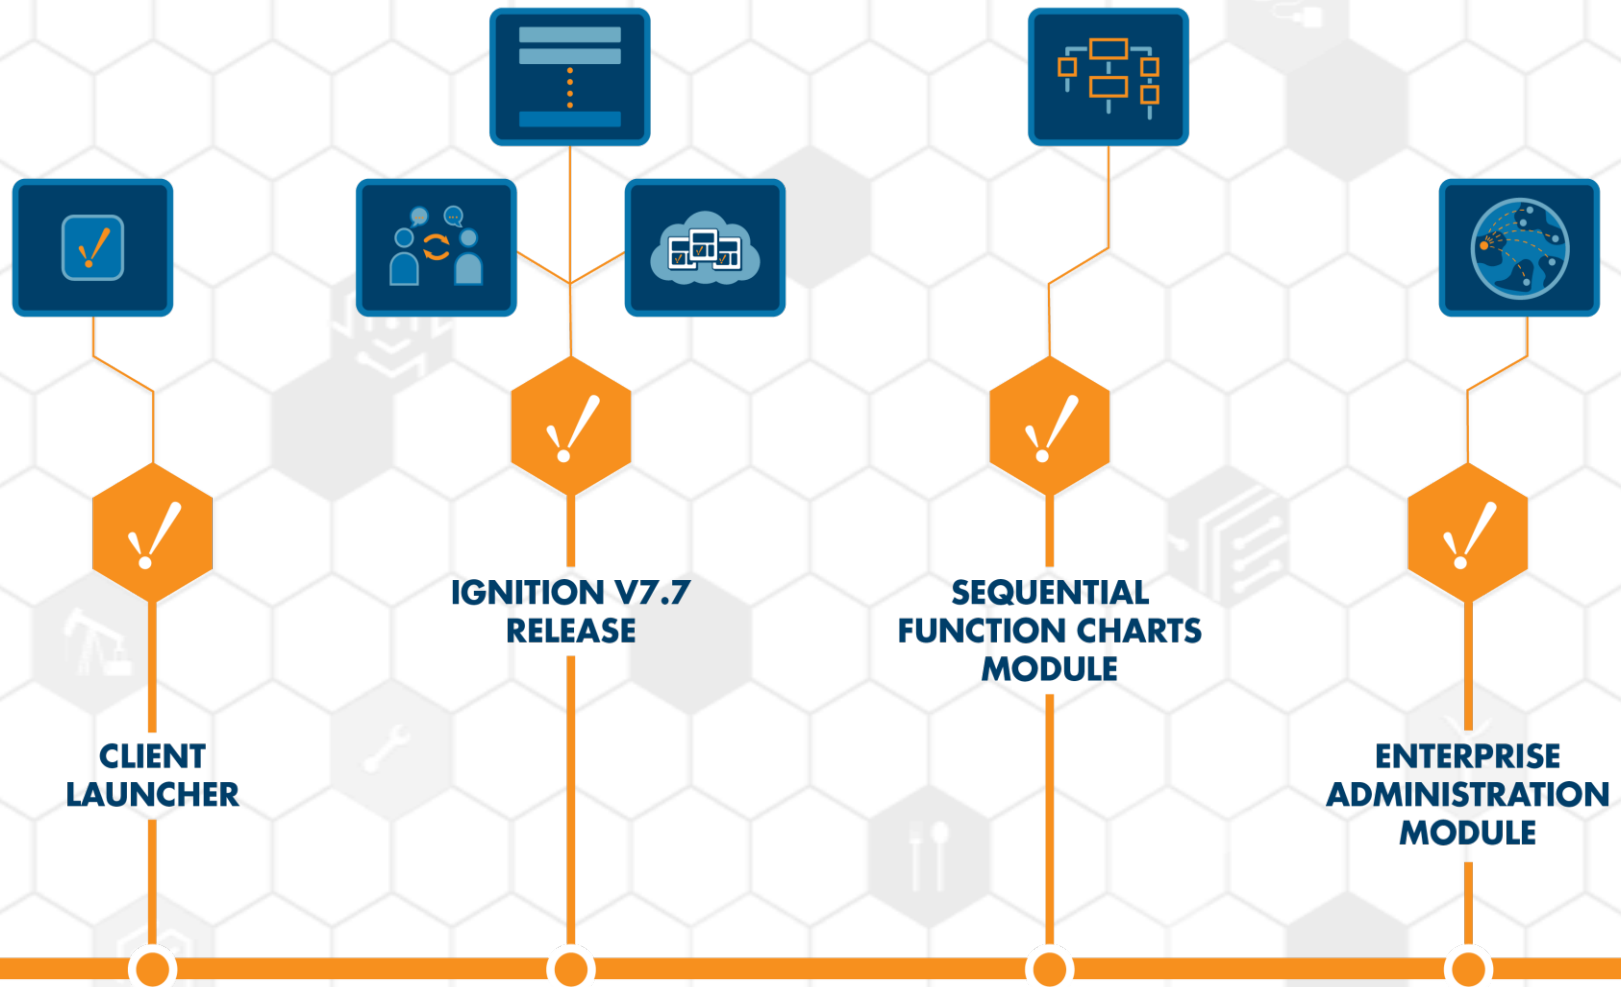 CLIENT
LAUNCHER
IGNITION V7.7
RELEASE
SEQUENTIAL
FUNCTION CHARTS
MODULE
ENTERPRISE
ADMINISTRATION
MODULE